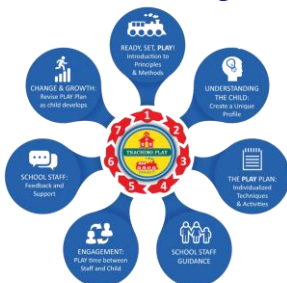 READY, SET, PLAY!
Introduction to
Principles
& Methods
UNDERSTANDING
THE CHILD:
Create a Unique
Profile
THE PLAY PLAN:
Individualized
Techniques
& Activities
SCHOOL STAFF
GUIDANCE
ENGAGEMENT:
PLAY time between
Staff and Child
SCHOOL STAFF:
Feedback and
Support
CHANGE & GROWTH:
Revise PLAY Plan
as child develops
1
2
3
4
5
6
7
TEACHING PLAY